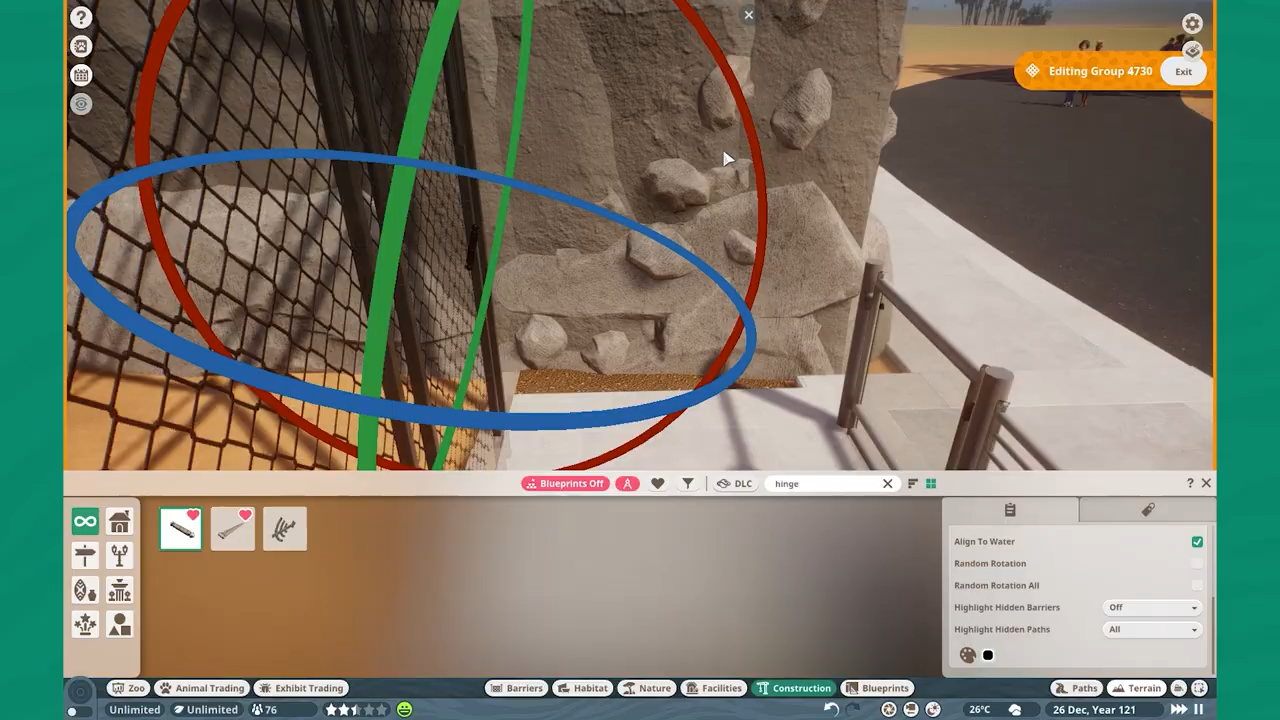 Editing Group 4730
Exit
Blueprints Off
DLC
hinge
Align To Water
Random Rotation
Random Rotation All
Highlight Hidden Barriers
Off
Highlight Hidden Paths
All
Zoo
Animal Trading
Exhibit Trading
Barriers
Habitat
Nature
Facilities
Construction
Blueprints
Paths
Terrain
Unlimited
Unlimited
76
26°C
26 Dec, Year 121